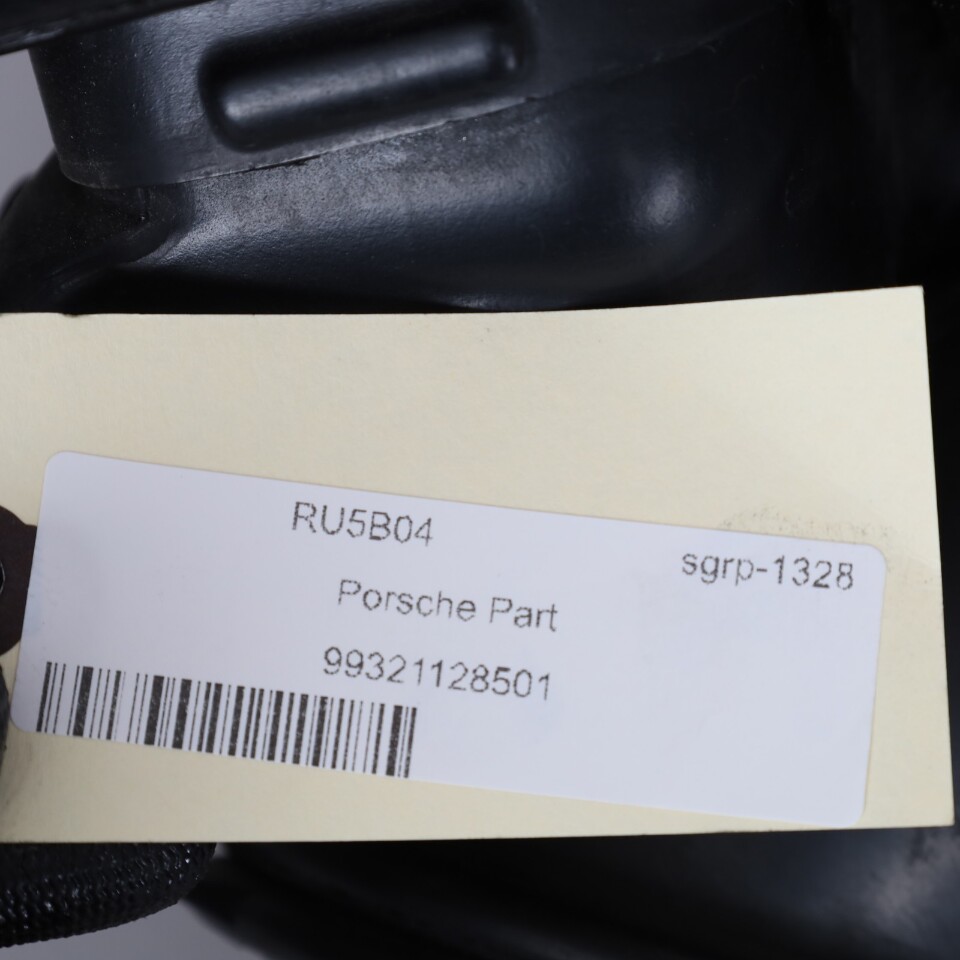 RU5B04
sgrp-1328
Porsche Part
99321128501